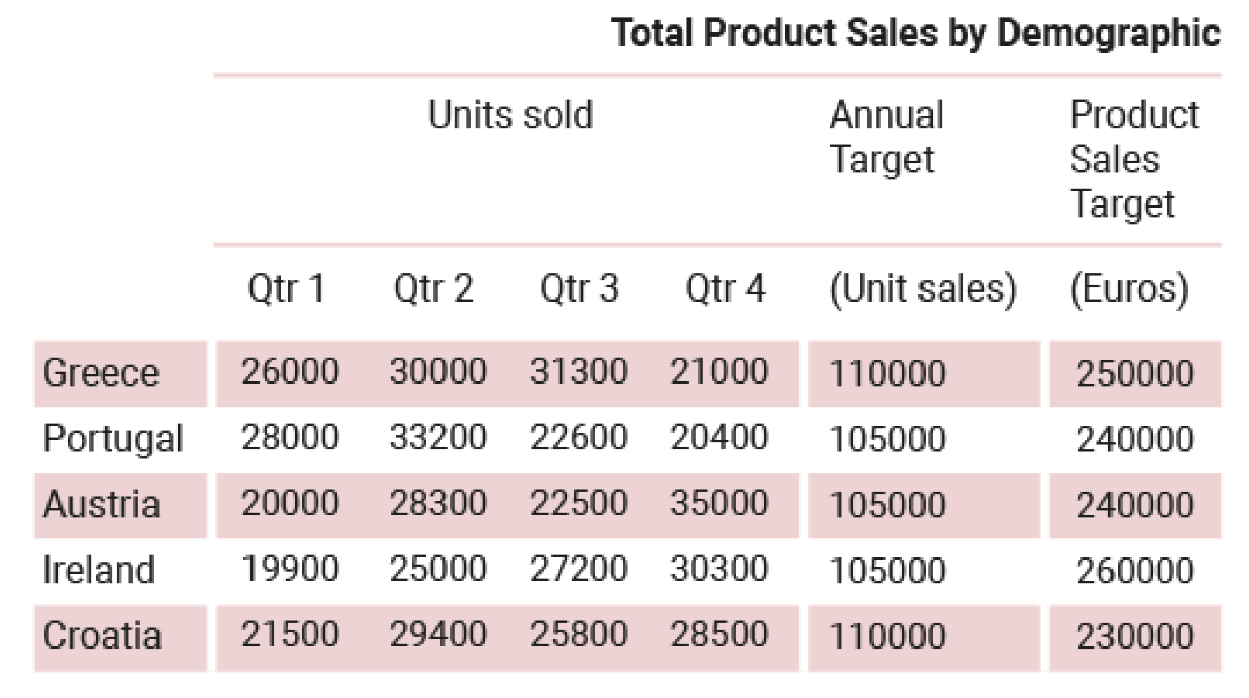 Total Product Sales by Demographic
Units sold Annual Target Product Sales Target
Qtr 1 Qtr 2 Qtr 3 Qtr 4 (Unit sales) (Euros)
Greece 26000 30000 31300 21000 110000 250000
Portugal 28000 33200 22600 20400 105000 240000
Austria 20000 28300 22500 35000 105000 240000
Ireland 19900 25000 27200 30300 105000 260000
Croatia 21500 29400 25800 28500 110000 230000